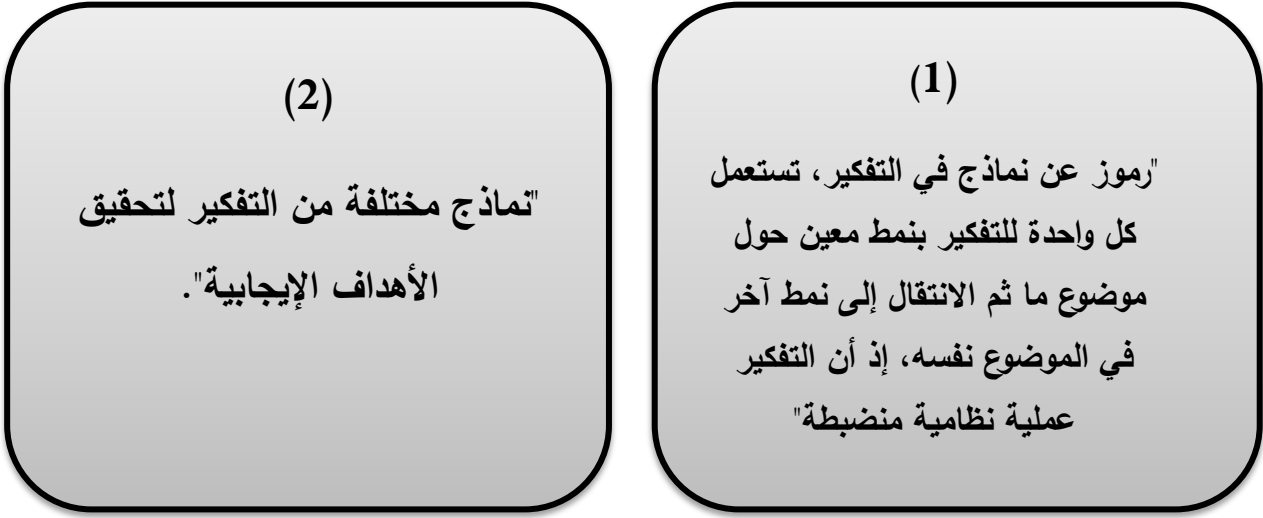 (1)
"رموز عن نماذج في التفكير، تستعمل
كل واحدة للتفكير بنمط معين حول
موضوع ما ثم الانتقال إلى نمط آخر
في الموضوع نفسه، إذ أن التفكير
عملية نظامية منضبطة"
(2)
"نماذج مختلفة من التفكير لتحقيق
الأهداف الإيجابية".